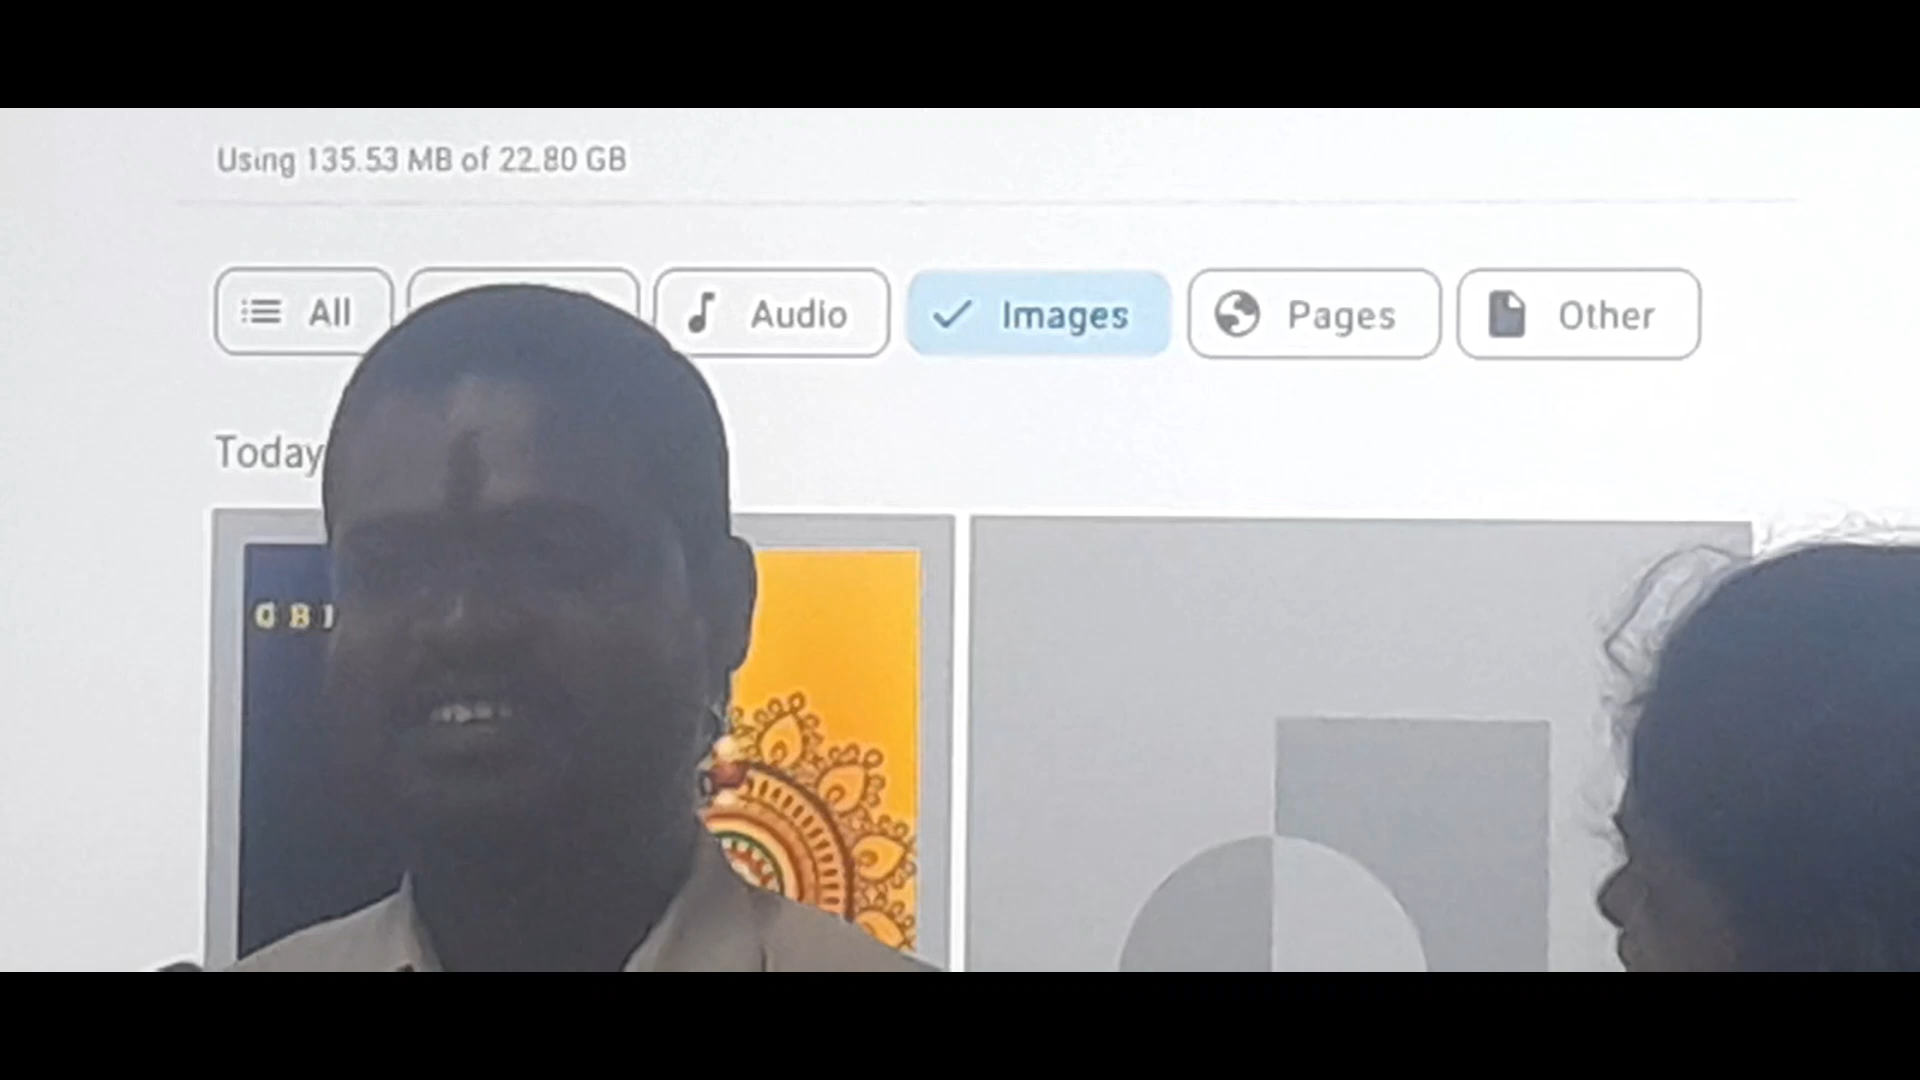 Using 135.53 MB of 22.80 GB
All
Audio
Images
Pages
Other
Today